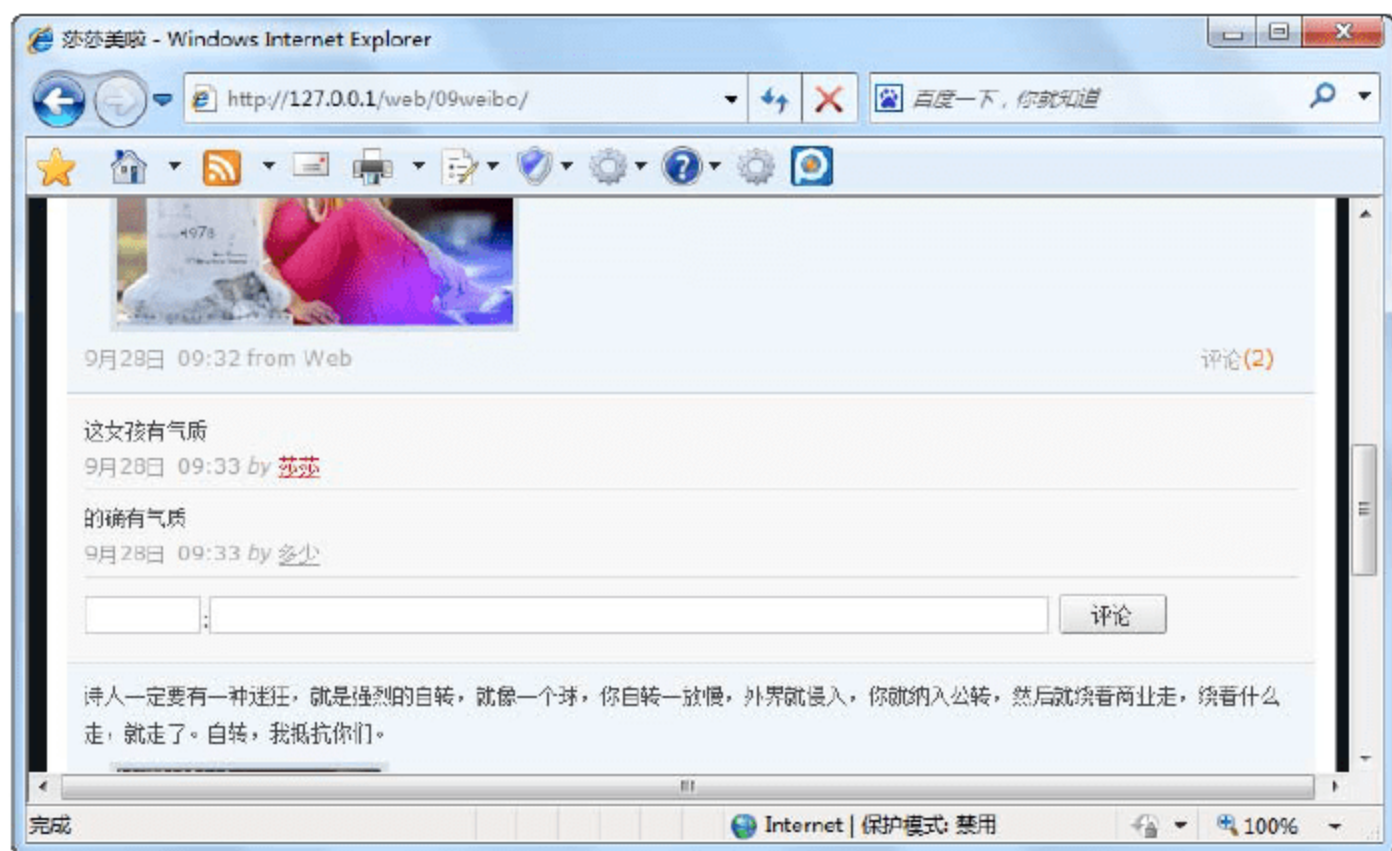 莎莎美啦 - Windows Internet Explorer
http://127.0.0.1/web/09weibo/
百度一下，你就知道
1978
9月28日 09:32 from Web
评论(2)
这女孩有气质
9月28日 09:33 by 莎莎
的确有气质
9月28日 09:33 by 多少
:
评论
诗人一定要有一种迷狂，就是强烈的自转，就像一个球，你自转一放慢，外界就侵入，你就纳入公转，然后就绕着商业走，绕着什么
走，就走了。自转，我抵抗你们。
完成
Internet | 保护模式: 禁用
100%